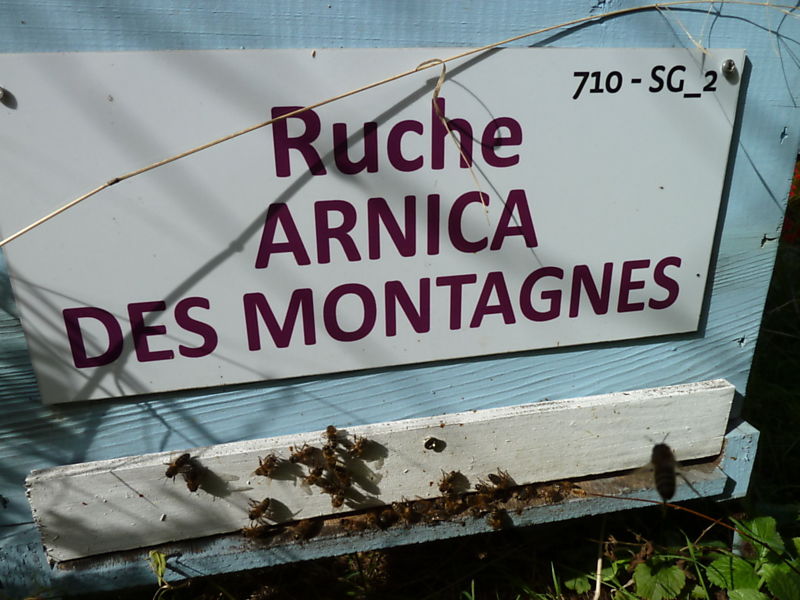 710 - SG_2
Ruche
ARNICA
DES MONTAGNES